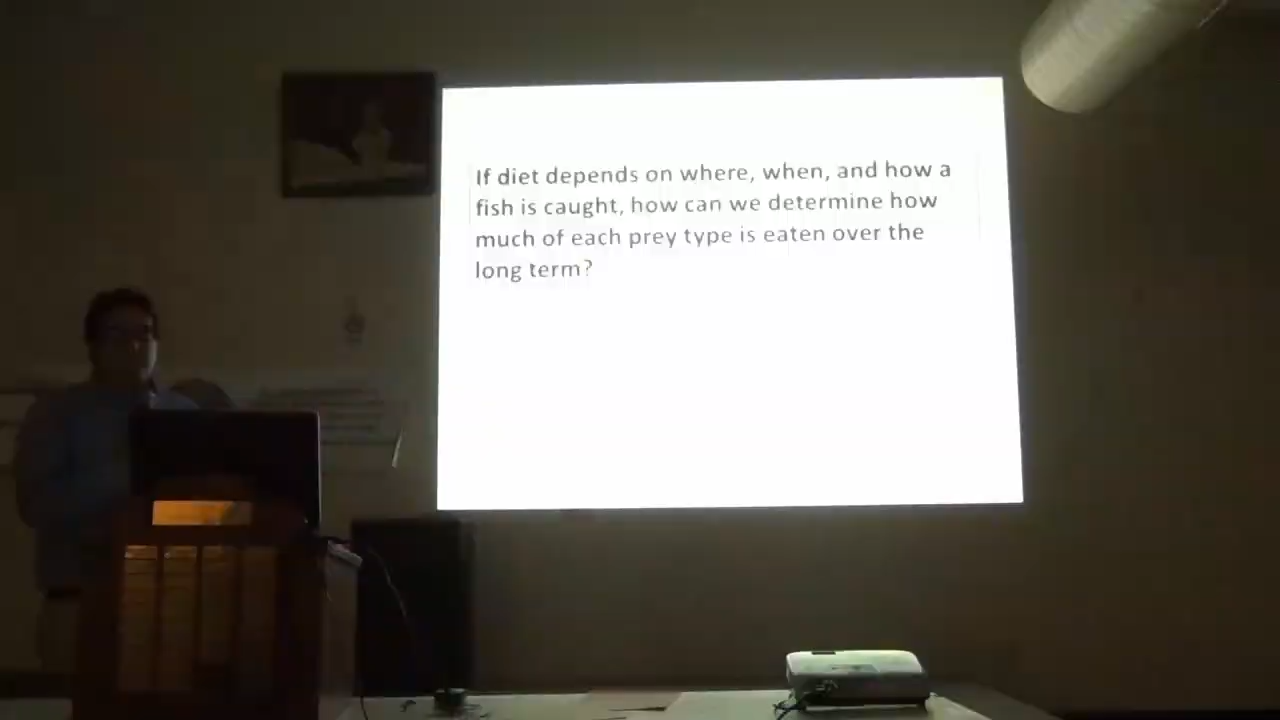 If diet depends on where, when, and how a
fish is caught, how can we determine how
much of each prey type is eaten over the
long term?